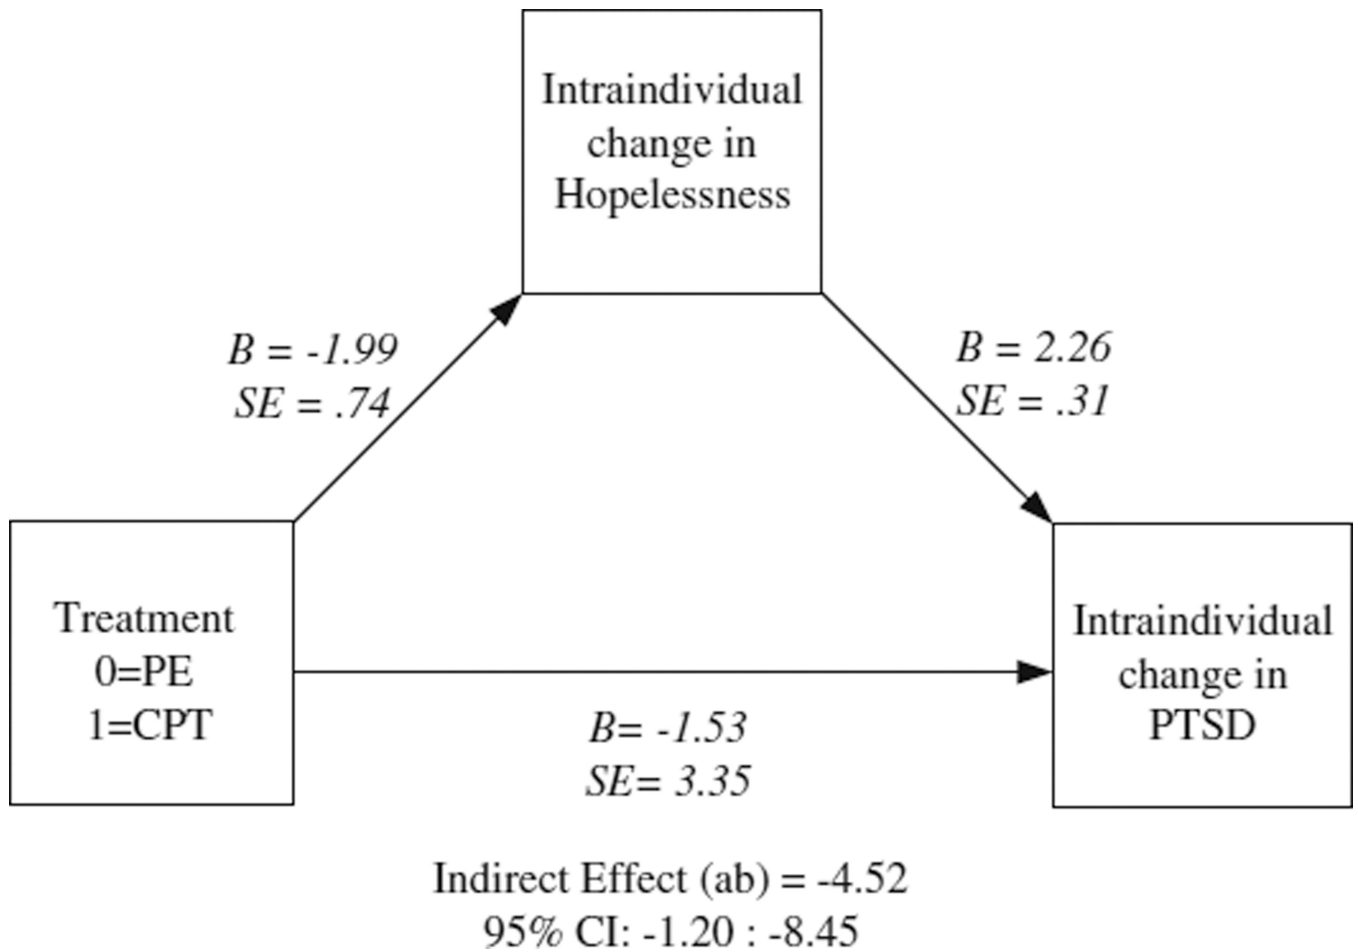 Intraindividual
change in
Hopelessness
B = -1.99
SE = .74
B = 2.26
SE = .31
Treatment
0=PE
1=CPT
Intraindividual
change in
PTSD
B= -1.53
SE= 3.35
Indirect Effect (ab) = -4.52
95% CI: -1.20 : -8.45